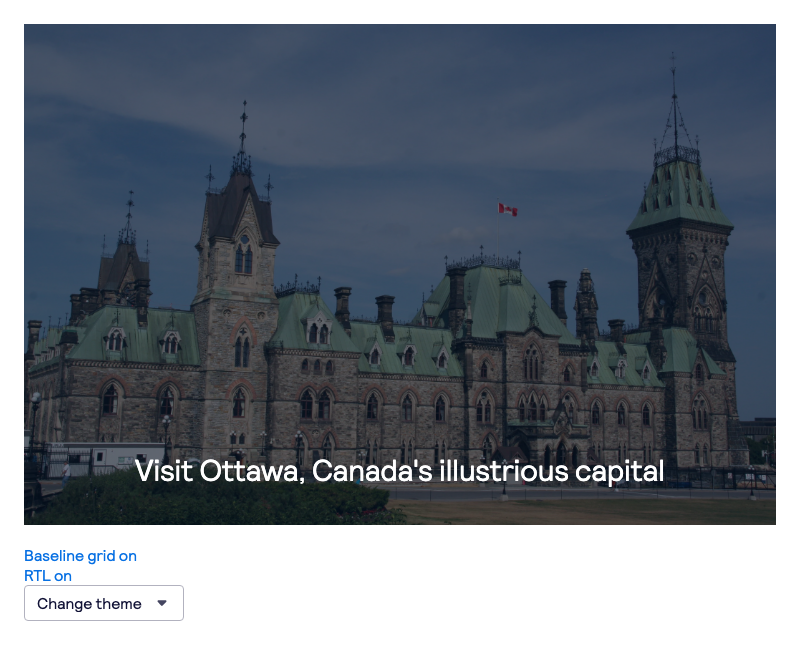 Visit Ottawa, Canada's illustrious capital
Baseline grid on
RTL on
Change theme